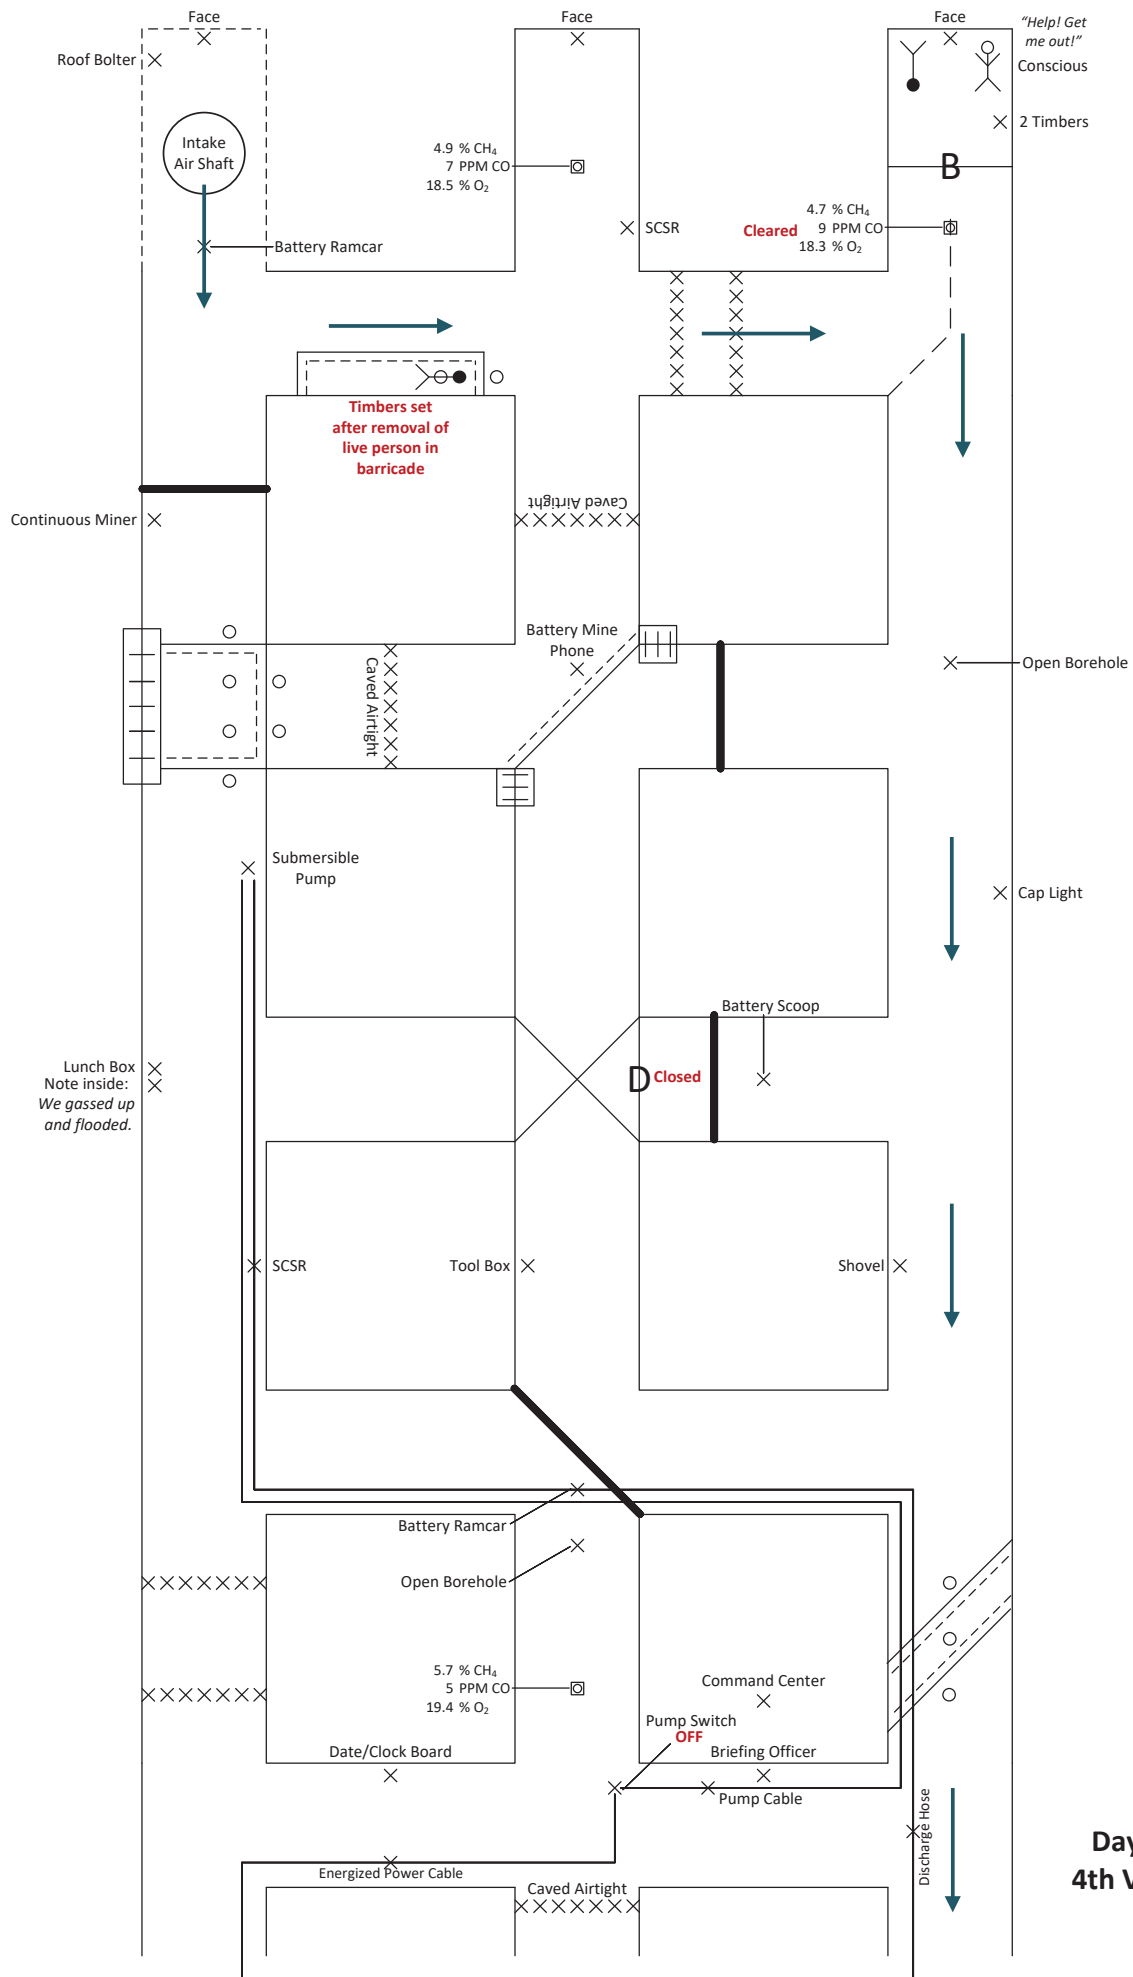 Face
Face
Face
“Help! Get
me out!”
Roof Bolter
Conscious
2 Timbers
Intake
Air Shaft
4.9 % CH₄
7 PPM CO
18.5 % O₂
B
SCSR
Cleared
4.7 % CH₄
9 PPM CO
18.3 % O₂
Battery Ramcar
Timbers set
after removal of
live person in
barricade
Caved Airtight
Continuous Miner
Battery Mine
Phone
Caved Airtight
Open Borehole
Submersible
Pump
Cap Light
Battery Scoop
Lunch Box
Note inside:
We gassed up
and flooded.
D
Closed
SCSR
Tool Box
Shovel
Battery Ramcar
Open Borehole
5.7 % CH₄
5 PPM CO
19.4 % O₂
Command Center
Pump Switch
OFF
Date/Clock Board
Briefing Officer
Pump Cable
Discharge Hose
Energized Power Cable
Caved Airtight
Day
4th V